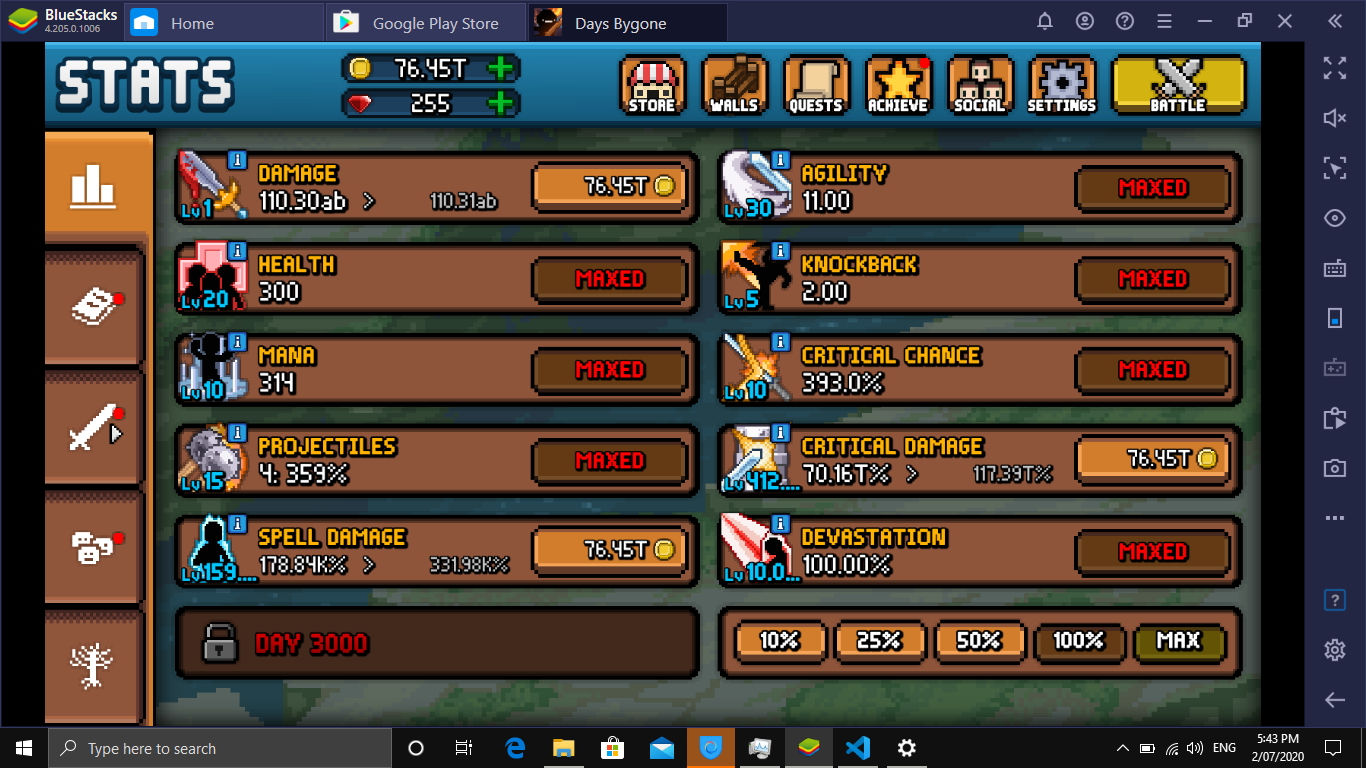 BlueStacks
4.205.0.1006
Home
Google Play Store
Days Bygone
STATS
76.45T
255
STORE
WALLS
QUESTS
ACHIEVE
SOCIAL
SETTINGS
BATTLE
DAMAGE
110.30ab > 110.31ab
Lv1
76.45T
AGILITY
11.00
Lv30
MAXED
HEALTH
300
Lv20
MAXED
KNOCKBACK
2.00
Lv5
MAXED
MANA
314
Lv10
MAXED
CRITICAL CHANCE
393.0%
Lv10
MAXED
PROJECTILES
4: 359%
Lv15
MAXED
CRITICAL DAMAGE
70.16T% > 117.39T%
Lv412....
76.45T
SPELL DAMAGE
178.84K% > 331.98K%
Lv159....
76.45T
DEVASTATION
100.00%
Lv10.0...
MAXED
DAY 3000
10% 25% 50% 100% MAX
Type here to search
ENG
5:43 PM
2/07/2020